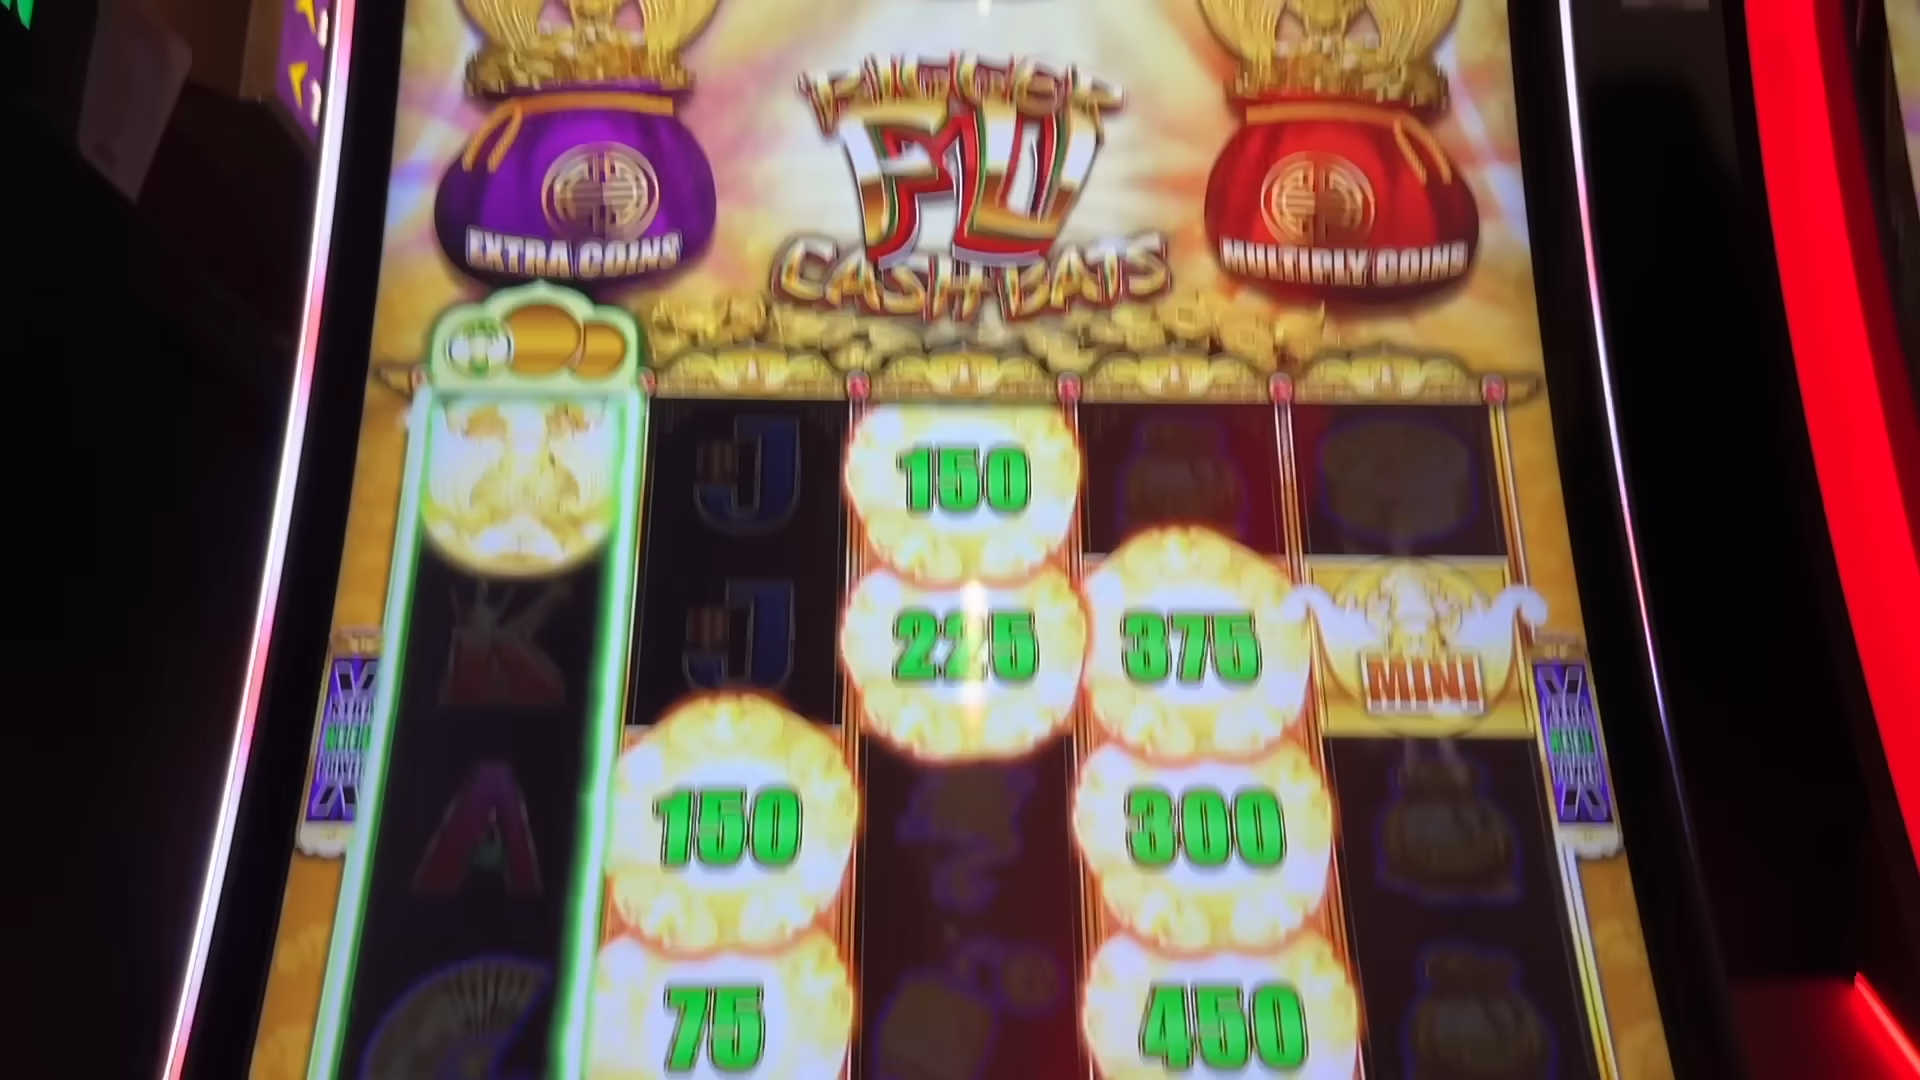 FU
CASH BATS
EXTRA COINS
MULTIPLY COINS
J
150
J
225
375
MINI
K
150
300
A
75
450